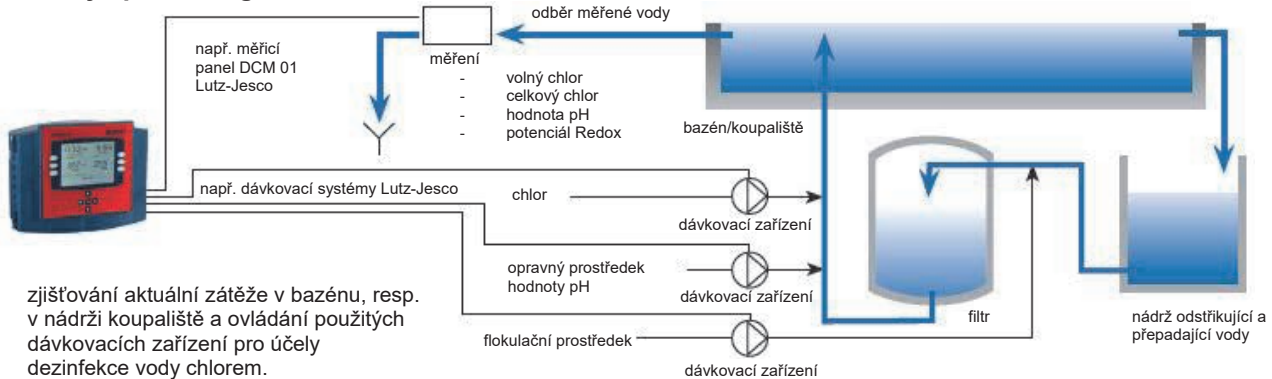 odběr měřené vody
např. měřicí
panel DCM 01
Lutz-Jesco
měření
- volný chlor
- celkový chlor
- hodnota pH
- potenciál Redox
bazén/koupaliště
např. dávkovací systémy Lutz-Jesco
chlor
dávkovací zařízení
opravný prostředek
hodnoty pH
dávkovací zařízení
flokulační prostředek
dávkovací zařízení
filtr
nádrž odstřikující a
přepadající vody
zjišťování aktuální zátěže v bazénu, resp.
v nádrži koupaliště a ovládání použitých
dávkovacích zařízení pro účely
dezinfekce vody chlorem.